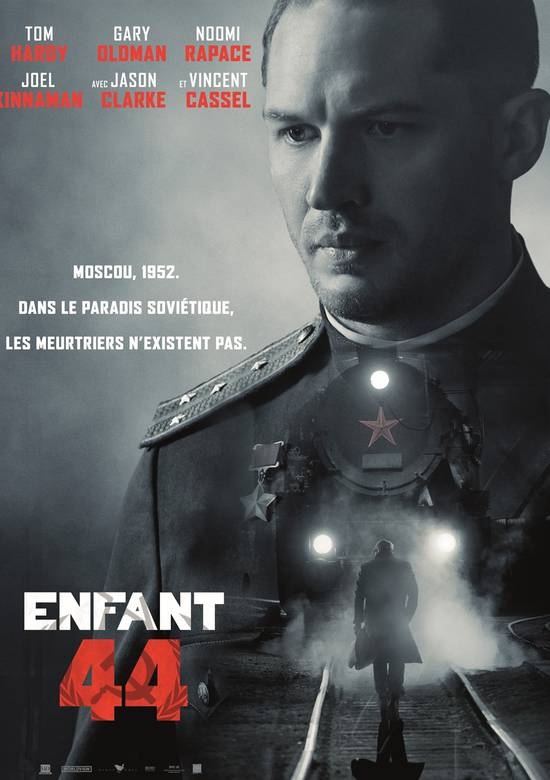 TOM GARY NOOMI
HARDY OLDMAN RAPACE
JOEL AVEC JASON ET VINCENT
KINNAMAN CLARKE CASSEL
MOSCOU, 1952.
DANS LE PARADIS SOVIÉTIQUE,
LES MEURTRIERS N'EXISTENT PAS.
ENFANT
44